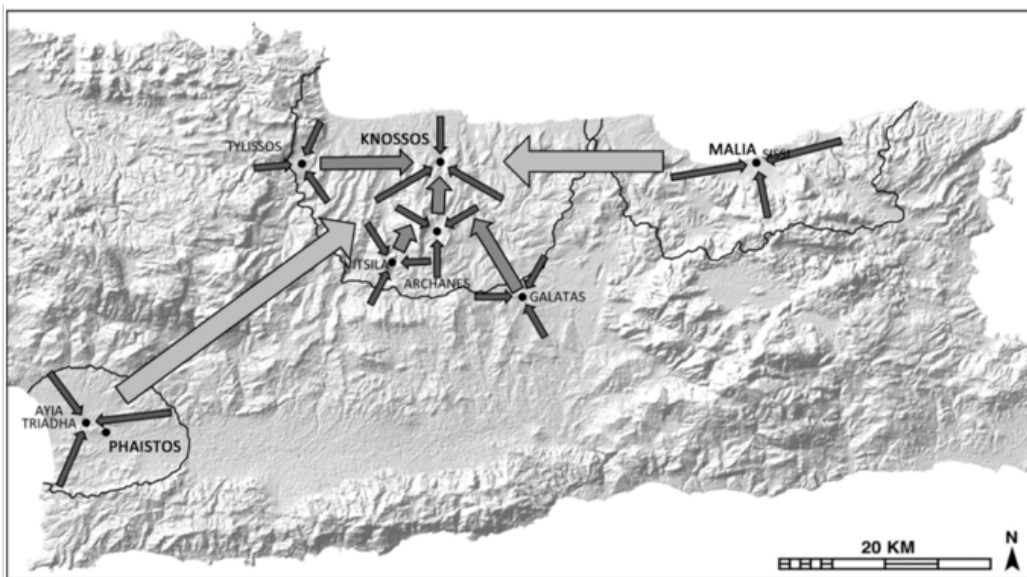 TYLISSOS
KNOSSOS
MALIA
SISSI
ARCHANES
GALATAS
AYIA
TRIADHA
PHAISTOS
20 KM
N